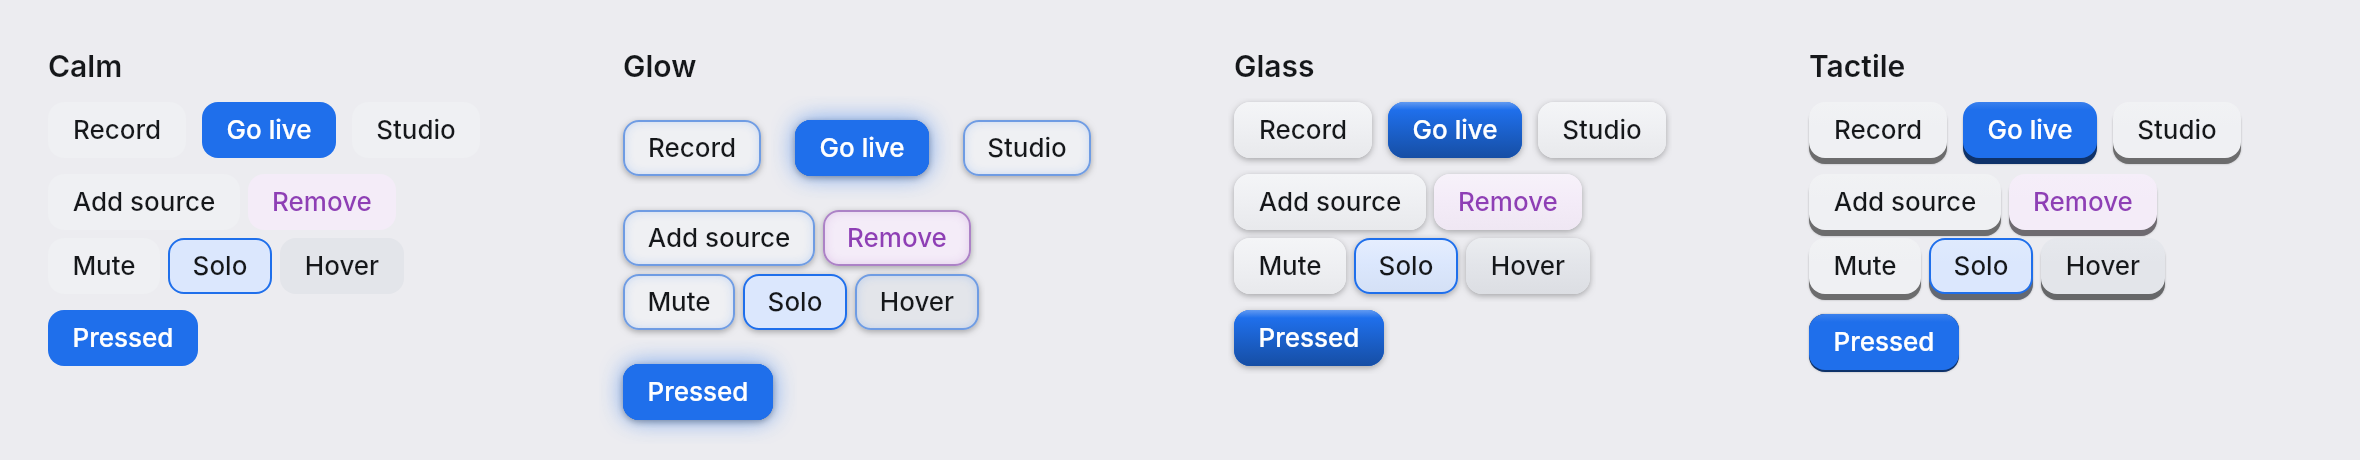 Calm
Record Go live Studio
Add source Remove
Mute Solo Hover
Pressed
Glow
Record Go live Studio
Add source Remove
Mute Solo Hover
Pressed
Glass
Record Go live Studio
Add source Remove
Mute Solo Hover
Pressed
Tactile
Record Go live Studio
Add source Remove
Mute Solo Hover
Pressed